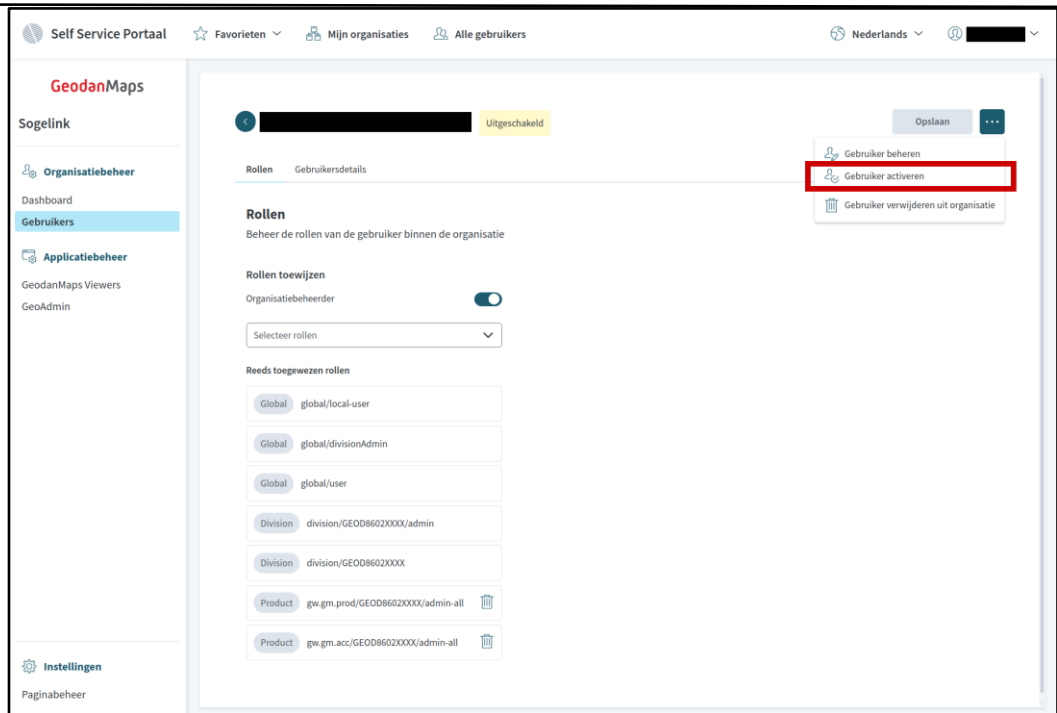 Self Service Portaal Favorieten Mijn organisaties Alle gebruikers Nederlands
GeodanMaps
Sogelink
Organisatiebeheer
Dashboard
Gebruikers
Applicatiebeheer
GeodanMaps Viewers
GeoAdmin
Instellingen
Paginabeheer
Uitgeschakeld
Opslaan
Gebruiker beheren
Gebruiker activeren
Gebruiker verwijderen uit organisatie
Rollen Gebruikersdetails
Rollen
Beheer de rollen van de gebruiker binnen de organisatie
Rollen toewijzen
Organisatiebeheerder
Selecteer rollen
Reeds toegewezen rollen
Global global/local-user
Global global/divisionAdmin
Global global/user
Division division/GEOD8602XXXX/admin
Division division/GEOD8602XXXX
Product gw.gm.prod/GEOD8602XXXX/admin-all
Product gw.gm.acc/GEOD8602XXXX/admin-all